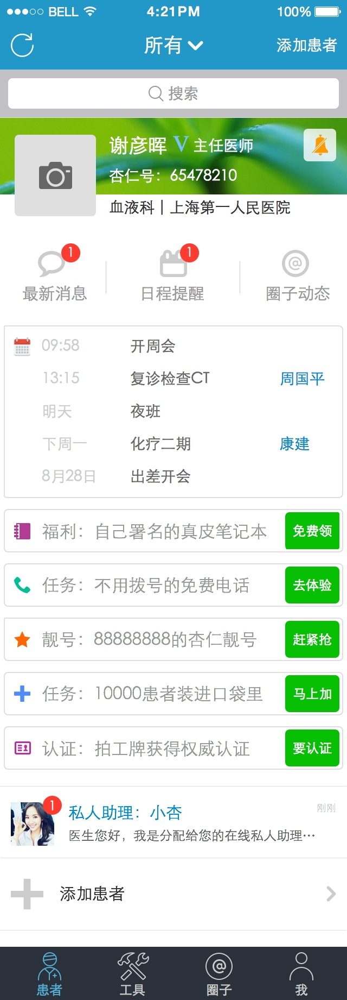 BELL 4:21PM 100%
所有 添加患者
搜索
谢彦晖 V 主任医师
杏仁号：65478210
血液科 | 上海第一人民医院
1 1
最新消息 日程提醒 圈子动态
09:58 开周会
13:15 复诊检查CT 周国平
明天 夜班
下周一 化疗二期 康建
8月28日 出差开会
福利：自己署名的真皮笔记本 免费领
任务：不用拨号的免费电话 去体验
靓号：88888888的杏仁靓号 赶紧抢
任务：10000患者装进口袋里 马上加
认证：拍工牌获得权威认证 要认证
1 私人助理：小杏 刚刚
医生您好，我是分配给您的在线私人助理…
添加患者
患者 工具 圈子 我